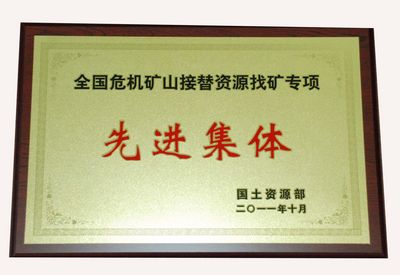 全国危机矿山接替资源找矿专项
先进集体
国土资源部
二〇一一年十月